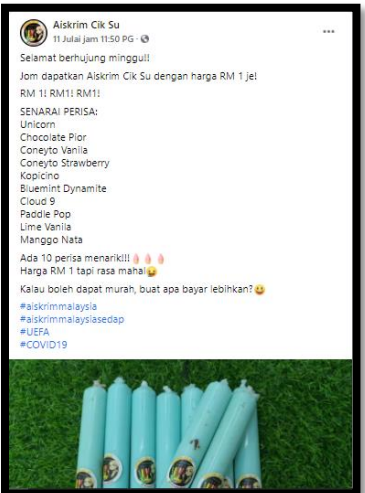 Aiskrim Cik Su
11 Julai jam 11:50 PG ·
Selamat berhujung minggu!!
Jom dapatkan Aiskrim Cik Su dengan harga RM 1 je!
RM 1! RM1! RM1!
SENARAI PERISA:
Unicorn
Chocolate Pior
Coneyto Vanila
Coneyto Strawberry
Kopicino
Bluemint Dynamite
Cloud 9
Paddle Pop
Lime Vanila
Manggo Nata
Ada 10 perisa menarik!!!
Harga RM 1 tapi rasa mahal
Kalau boleh dapat murah, buat apa bayar lebihkan?
#aiskrimmalaysia
#aiskrimmalaysiasedap
#UEFA
#COVID19